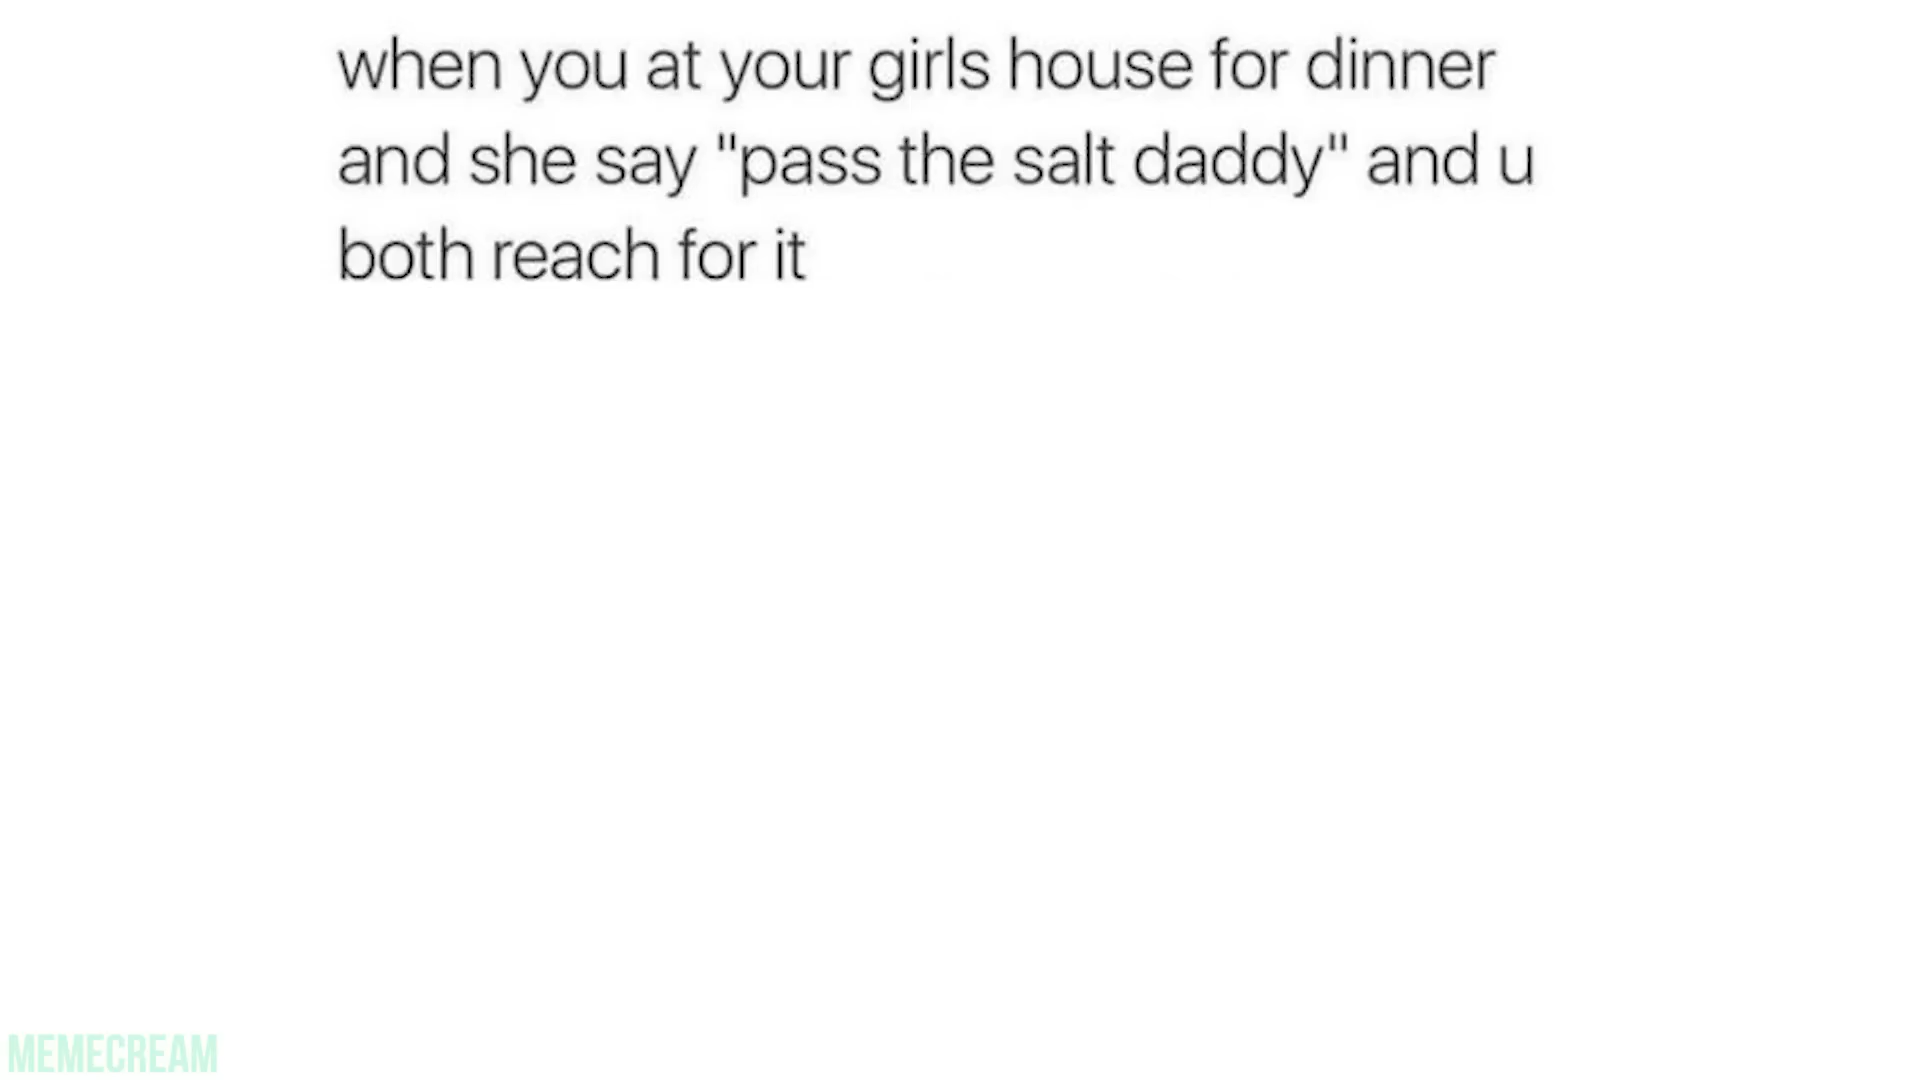 when you at your girls house for dinner
and she say "pass the salt daddy" and u
both reach for it
MEMECREAM